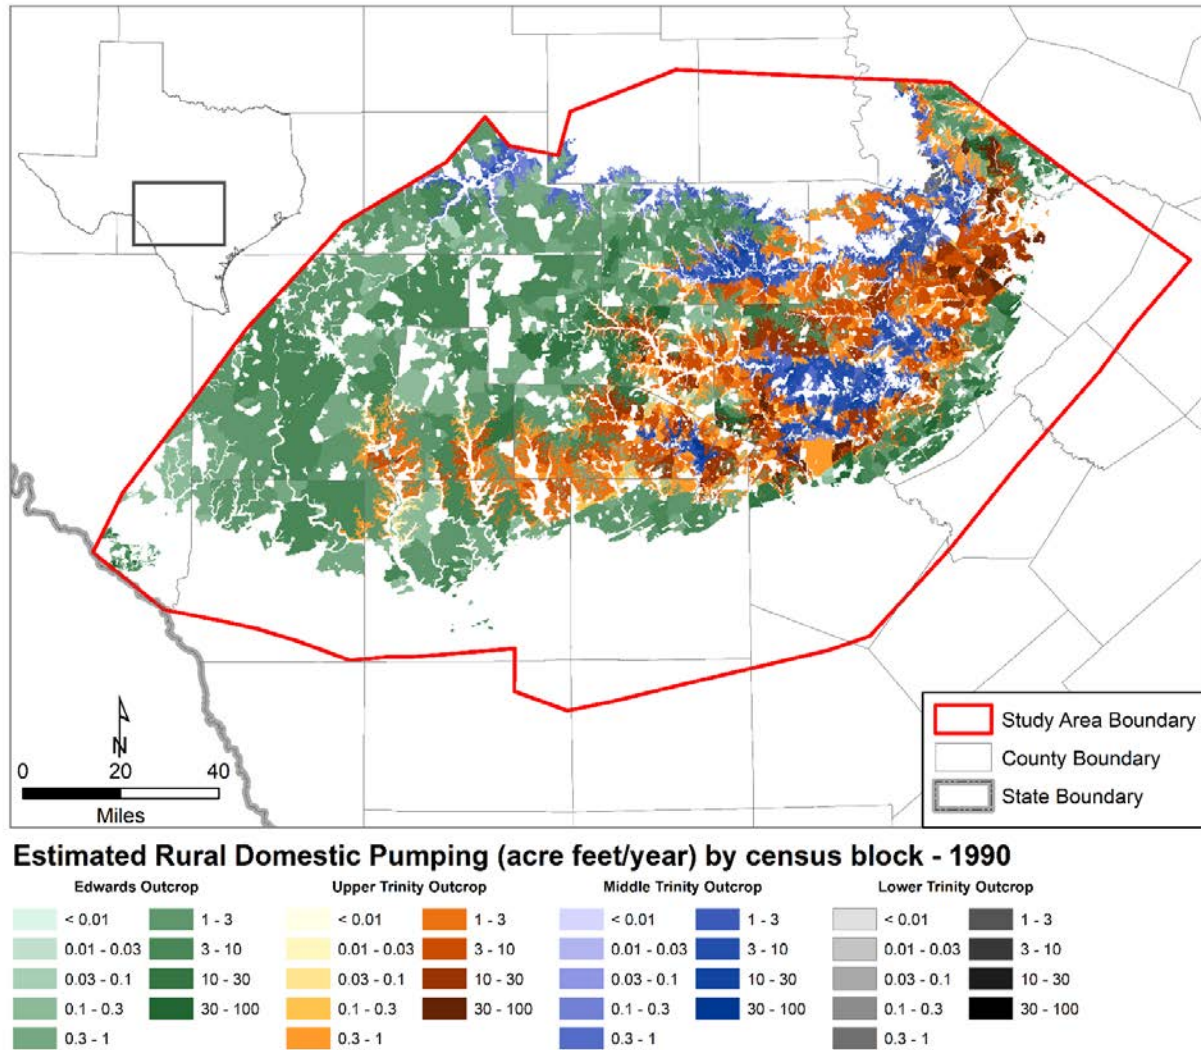 N
0 20 40
Miles
Study Area Boundary
County Boundary
State Boundary
Estimated Rural Domestic Pumping (acre feet/year) by census block - 1990
Edwards Outcrop Upper Trinity Outcrop Middle Trinity Outcrop Lower Trinity Outcrop
< 0.01 1 - 3 < 0.01 1 - 3 < 0.01 1 - 3 < 0.01 1 - 3
0.01 - 0.03 3 - 10 0.01 - 0.03 3 - 10 0.01 - 0.03 3 - 10 0.01 - 0.03 3 - 10
0.03 - 0.1 10 - 30 0.03 - 0.1 10 - 30 0.03 - 0.1 10 - 30 0.03 - 0.1 10 - 30
0.1 - 0.3 30 - 100 0.1 - 0.3 30 - 100 0.1 - 0.3 30 - 100 0.1 - 0.3 30 - 100
0.3 - 1 0.3 - 1 0.3 - 1 0.3 - 1